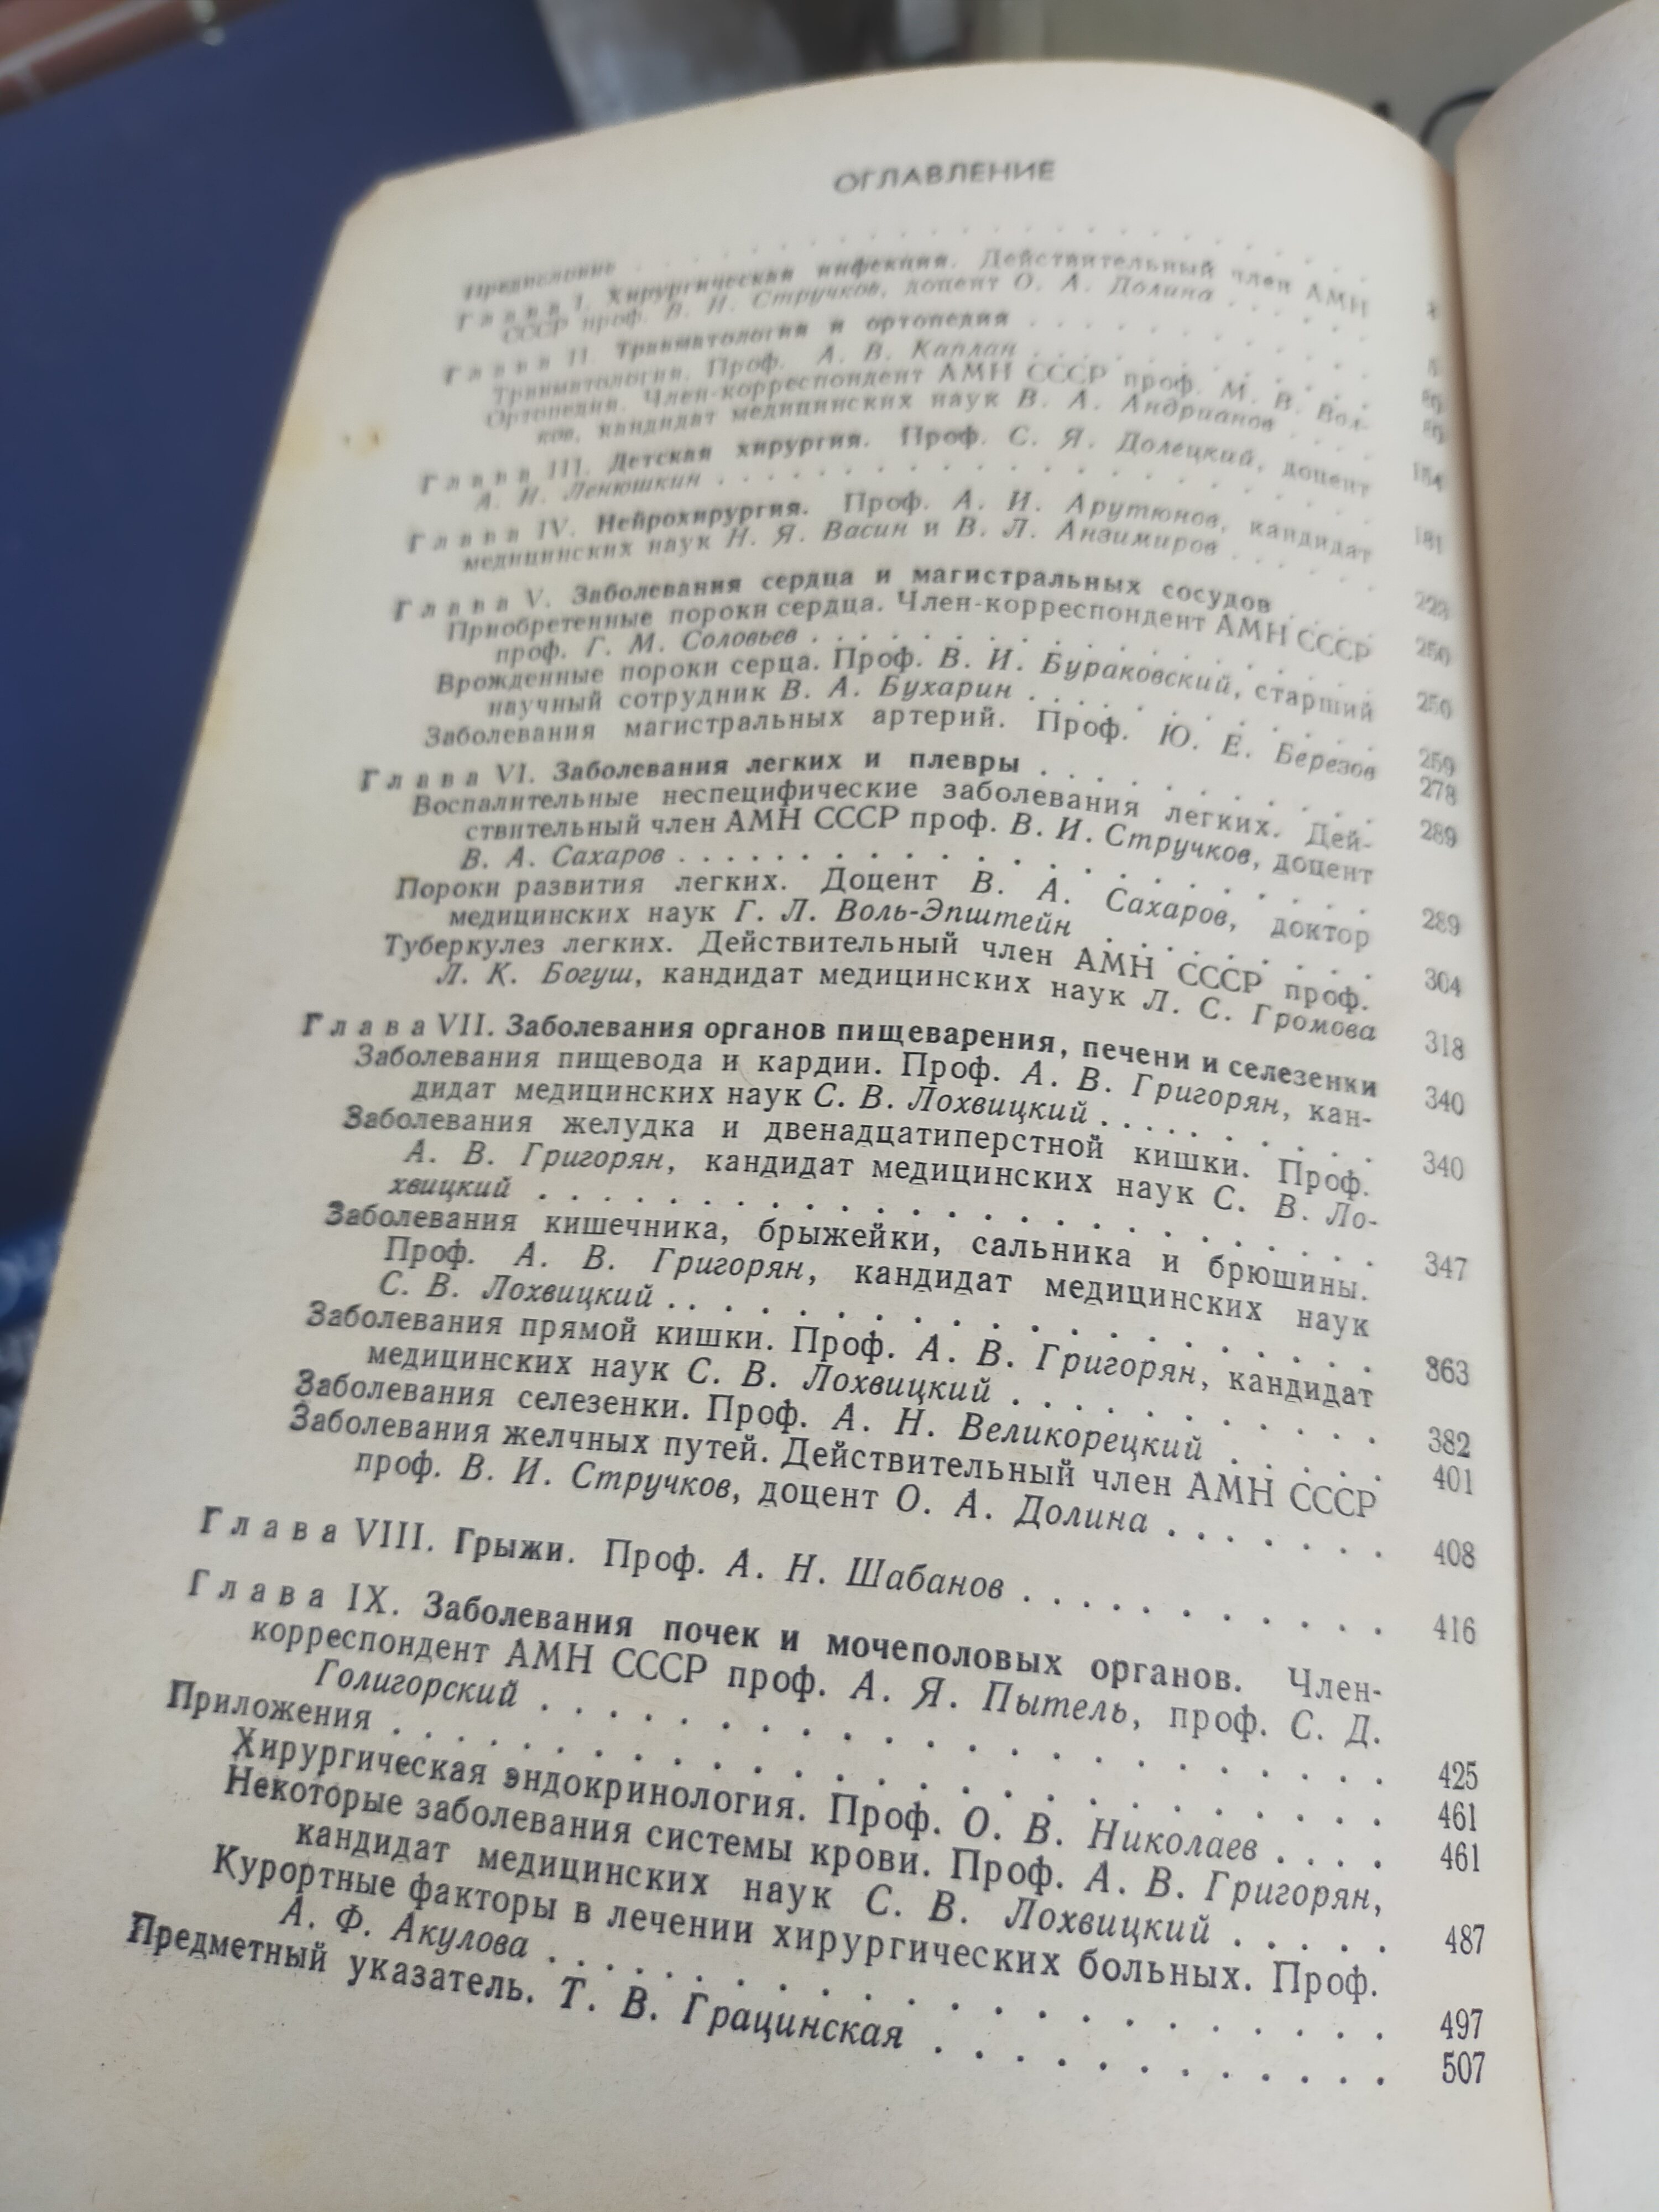 ОГЛАВЛЕНИЕ
Предисловие . . . . . . . . . . . . . . . . . .
Глава I. Хирургическая инфекция. Действительный член АМН
СССР проф. В. И. Стручков, доцент О. А. Долина . . . .
Глава II. Травматология и ортопедия . . . . . . . . . .
Травматология. Проф. А. В. Каплан . . . . . . . . .
Ортопедия. Член-корреспондент АМН СССР проф. М. В. Вол-
ков, кандидат медицинских наук В. А. Андрианов . . . .
Глава III. Детская хирургия. Проф. С. Я. Долецкий, доцент
А. И. Ленюшкин . . . . . . . . . . . . . . . .
Глава IV. Нейрохирургия. Проф. А. И. Арутюнов, кандидат 181
медицинских наук Н. Я. Васин и В. Л. Анзимиров . . . . .
Глава V. Заболевания сердца и магистральных сосудов . . . 250
Приобретенные пороки сердца. Член-корреспондент АМН СССР
проф. Г. М. Соловьев . . . . . . . . . . . . . . 250
Врожденные пороки серца. Проф. В. И. Бураковский, старший
научный сотрудник В. А. Бухарин . . . . . . . . . . 259
Заболевания магистральных артерий. Проф. Ю. Е. Березов 278
Глава VI. Заболевания легких и плевры . . . . . . . . . 289
Воспалительные неспецифические заболевания легких. Дей-
ствительный член АМН СССР проф. В. И. Стручков, доцент
В. А. Сахаров . . . . . . . . . . . . . . . . . 289
Пороки развития легких. Доцент В. А. Сахаров, доктор
медицинских наук Г. Л. Воль-Эпштейн . . . . . . . . 304
Туберкулез легких. Действительный член АМН СССР проф.
Л. К. Богуш, кандидат медицинских наук Л. С. Громова 318
Глава VII. Заболевания органов пищеварения, печени и селезенки 340
Заболевания пищевода и кардии. Проф. А. В. Григорян, кан-
дидат медицинских наук С. В. Лохвицкий . . . . . . . . 340
Заболевания желудка и двенадцатиперстной кишки. Проф.
А. В. Григорян, кандидат медицинских наук С. В. Ло-
хвицкий . . . . . . . . . . . . . . . . . . . . 347
Заболевания кишечника, брыжейки, сальника и брюшины.
Проф. А. В. Григорян, кандидат медицинских наук
С. В. Лохвицкий . . . . . . . . . . . . . . . . . 363
Заболевания прямой кишки. Проф. А. В. Григорян, кандидат
медицинских наук С. В. Лохвицкий . . . . . . . . . . 382
Заболевания селезенки. Проф. А. Н. Великорецкий . . . . . 401
Заболевания желчных путей. Действительный член АМН СССР
проф. В. И. Стручков, доцент О. А. Долина . . . . . . . 408
Глава VIII. Грыжи. Проф. А. Н. Шабанов . . . . . . . . . . 416
Глава IX. Заболевания почек и мочеполовых органов. Член-
корреспондент АМН СССР проф. А. Я. Пытель, проф. С. Д.
Голигорский . . . . . . . . . . . . . . . . . . . 425
Приложения . . . . . . . . . . . . . . . . . . . . . 461
Хирургическая эндокринология. Проф. О. В. Николаев . . . . 461
Некоторые заболевания системы крови. Проф. А. В. Григорян,
кандидат медицинских наук С. В. Лохвицкий . . . . . 487
Курортные факторы в лечении хирургических больных. Проф.
А. Ф. Акулова . . . . . . . . . . . . . . . . . . 497
Предметный указатель. Т. В. Грацинская . . . . . . . . . . . 507